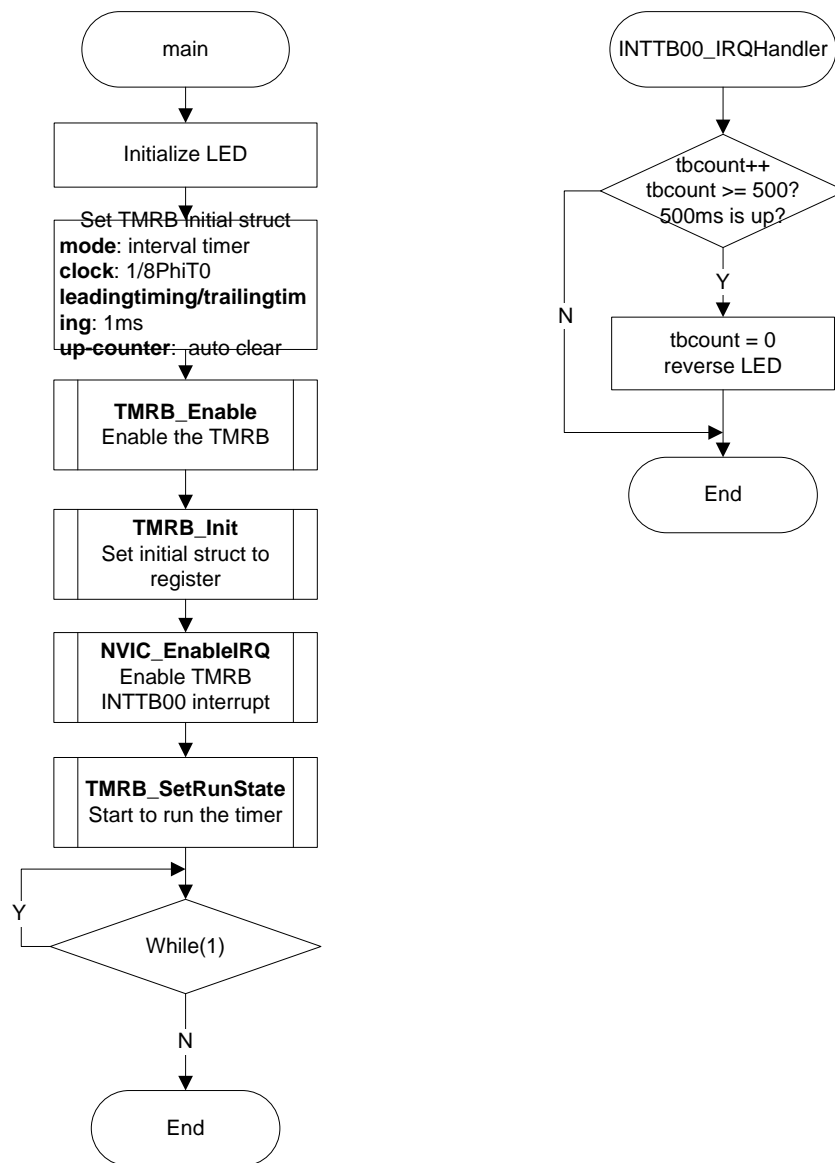 main
Initialize LED
Set TMRB initial struct
mode: interval timer
clock: 1/8PhiT0
leadingtiming/trailingtim
ing: 1ms
up-counter:  auto clear
TMRB_Enable
Enable the TMRB
TMRB_Init
Set initial struct to
register
NVIC_EnableIRQ
Enable TMRB
INTTB00 interrupt
TMRB_SetRunState
Start to run the timer
Y
While(1)
N
End
INTTB00_IRQHandler
tbcount++
tbcount >= 500?
500ms is up?
Y
N
tbcount = 0
reverse LED
End